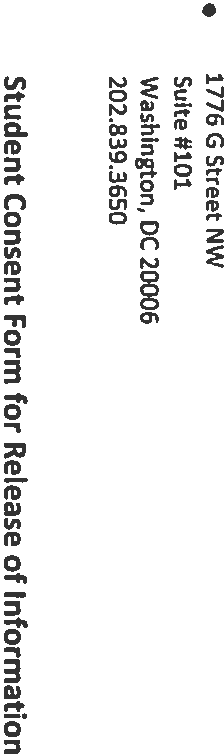 1776 G Street NW
Suite #101
Washington, DC 20006
202.839.3650
Student Consent Form for Release of Information